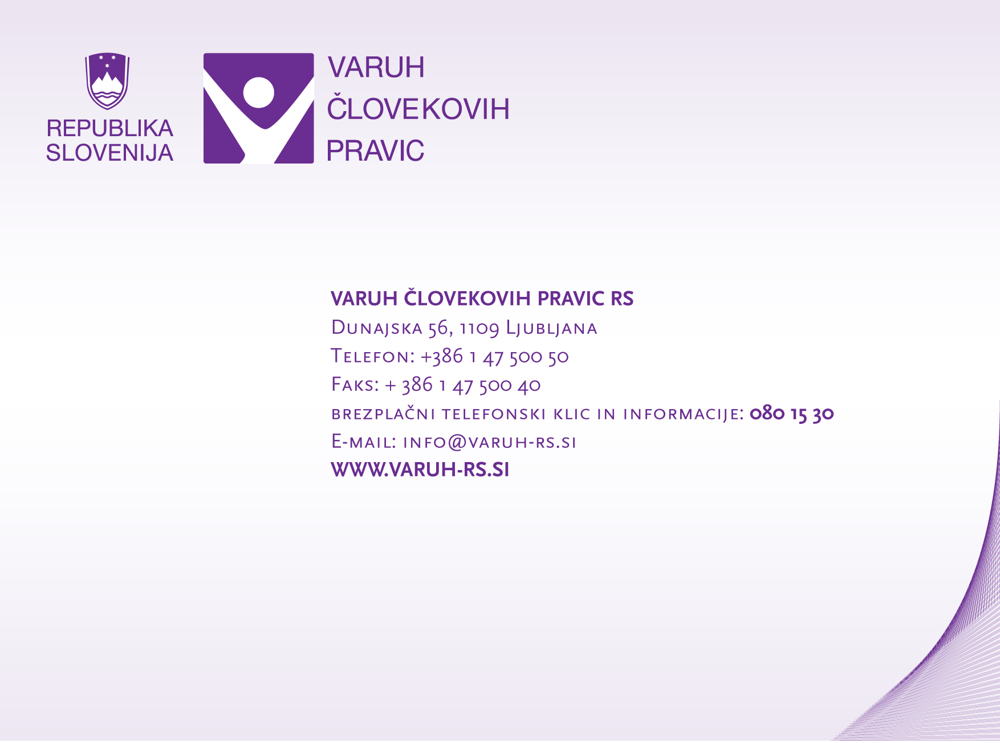 REPUBLIKA
SLOVENIJA
VARUH
ČLOVEKOVIH
PRAVIC
VARUH ČLOVEKOVIH PRAVIC RS
Dunajska 56, 1109 Ljubljana
Telefon: +386 1 47 500 50
Faks: + 386 1 47 500 40
brezplačni telefonski klic in informacije: 080 15 30
E-mail: info@varuh-rs.si
WWW.VARUH-RS.SI